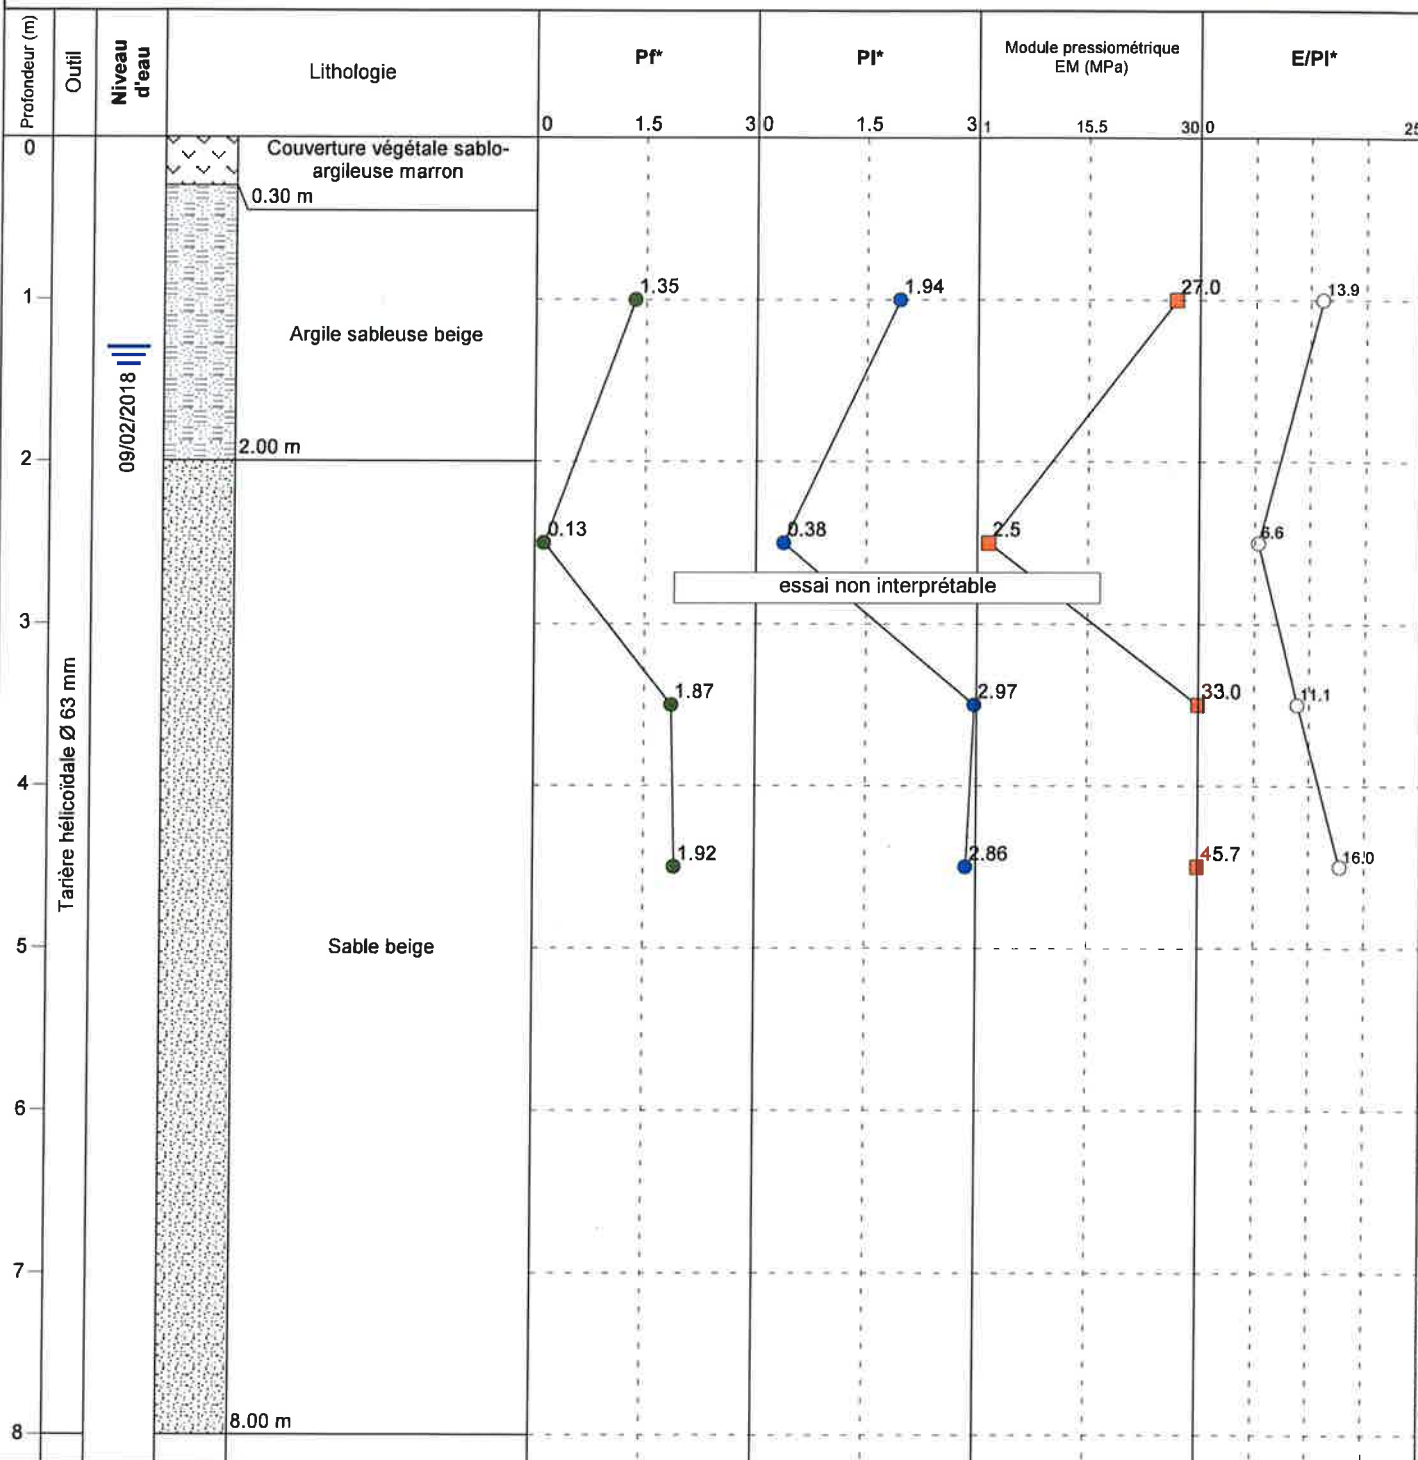 Profondeur (m)
Outil
Niveau
d'eau
Lithologie
Pf*
Pl*
Module pressiométrique
EM (MPa)
E/Pl*
0 1.5 3
0 1.5 3
1 15.5 30
0 25
0
Couverture végétale sablo-
argileuse marron
0.30 m
1
1.35
1.94
27.0
13.9
Argile sableuse beige
09/02/2018
2
2.00 m
0.13
0.38
2.5
6.6
essai non interprétable
3
Tarière hélicoïdale Ø 63 mm
1.87
2.97
33.0
11.1
4
1.92
2.86
45.7
16.0
5
Sable beige
6
7
8
8.00 m